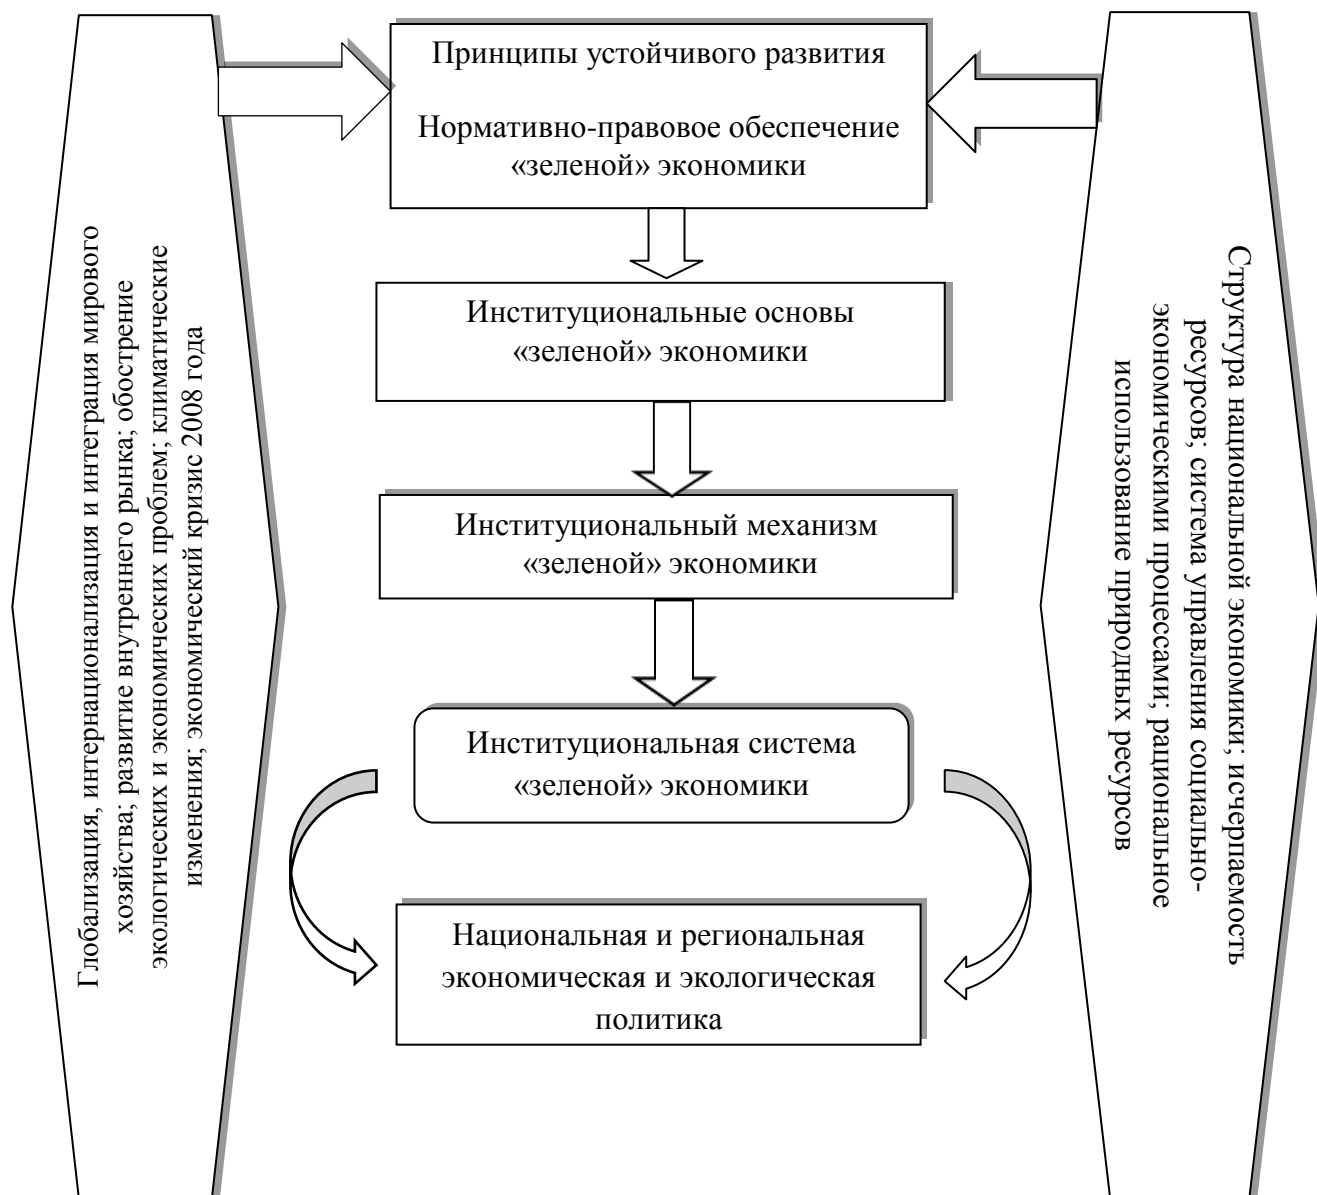 Принципы устойчивого развития
Нормативно-правовое обеспечение
«зеленой» экономики
Институциональные основы
«зеленой» экономики
Институциональный механизм
«зеленой» экономики
Институциональная система
«зеленой» экономики
Национальная и региональная
экономическая и экологическая
политика
Глобализация, интернационализация и интеграция мирового
хозяйства; развитие внутреннего рынка; обострение
экологических и экономических проблем; климатические
изменения; экономический кризис 2008 года
Структура национальной экономики; исчерпаемость
ресурсов; система управления социально-
экономическими процессами; рациональное
использование природных ресурсов